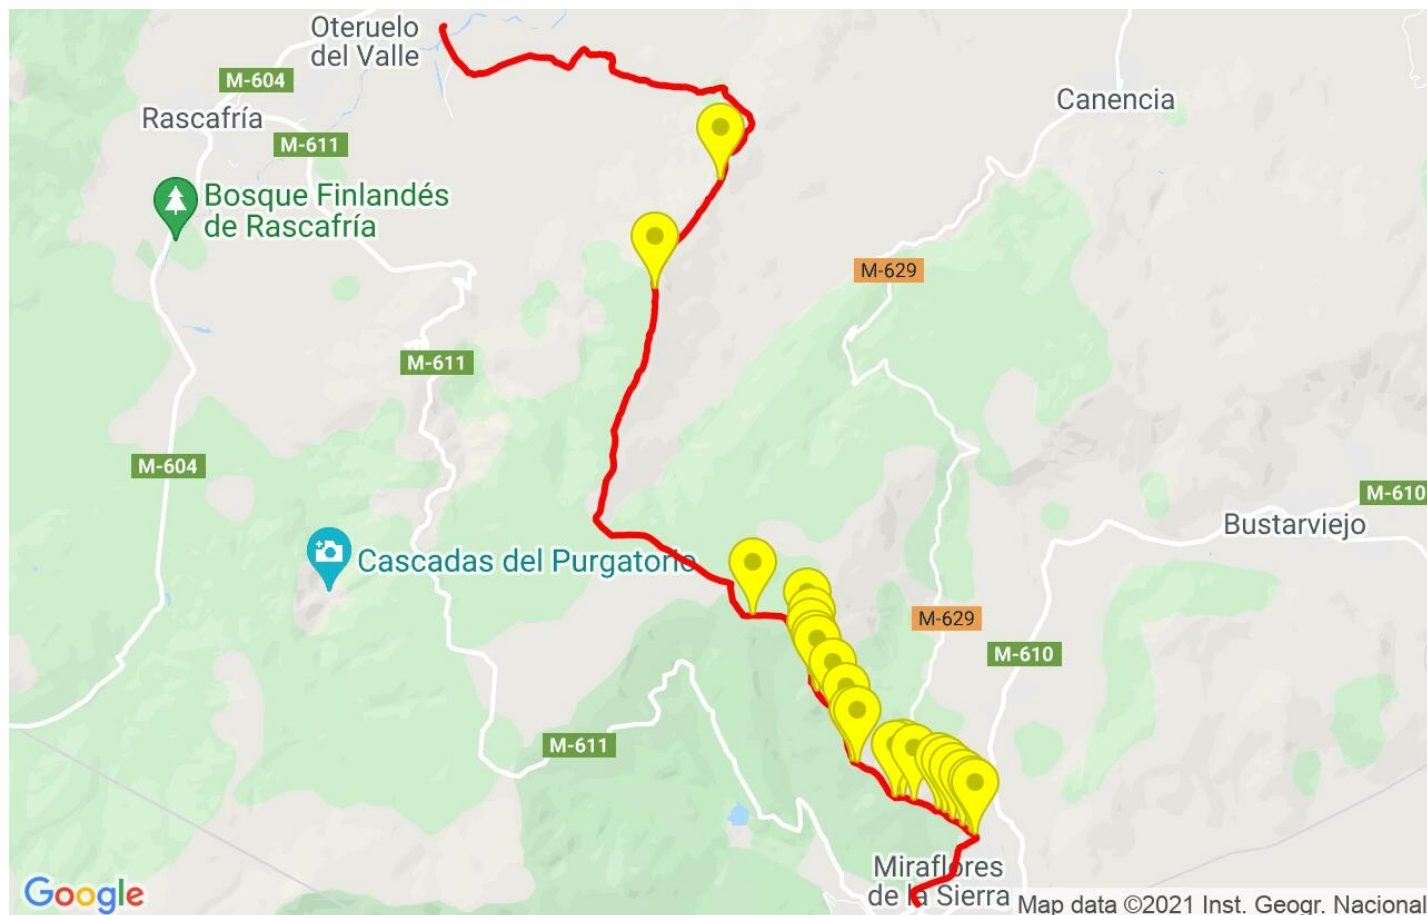 Oteruelo
del Valle
M-604
Rascafría
M-611
Canencia
Bosque Finlandés
de Rascafría
M-629
M-611
M-604
M-610
Bustarviejo
Cascadas del Purgatorio
M-629
M-610
M-611
Miraflores
de la Sierra
Google
Map data ©2021 Inst. Geogr. Nacional